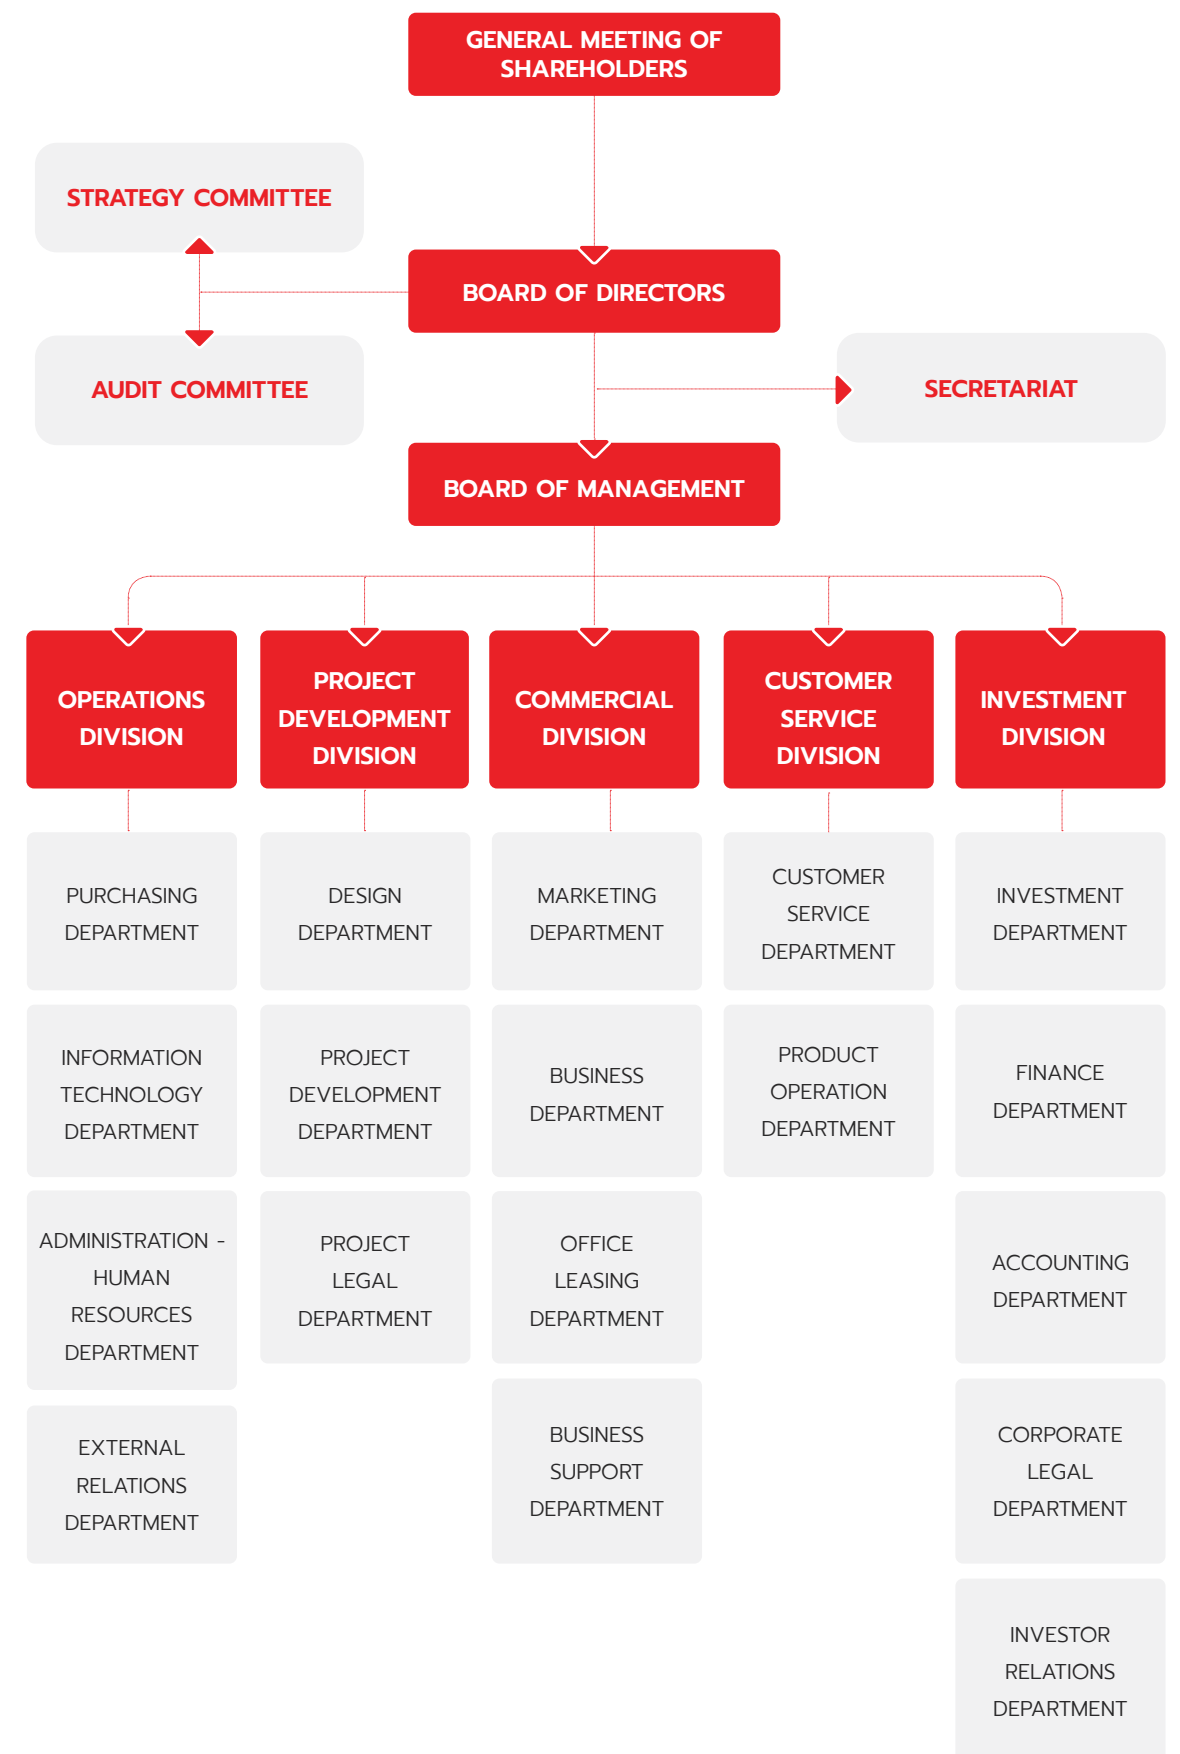 GENERAL MEETING OF
SHAREHOLDERS
STRATEGY COMMITTEE
BOARD OF DIRECTORS
AUDIT COMMITTEE
SECRETARIAT
BOARD OF MANAGEMENT
OPERATIONS
DIVISION
PROJECT
DEVELOPMENT
DIVISION
COMMERCIAL
DIVISION
CUSTOMER
SERVICE
DIVISION
INVESTMENT
DIVISION
PURCHASING
DEPARTMENT
DESIGN
DEPARTMENT
MARKETING
DEPARTMENT
CUSTOMER
SERVICE
DEPARTMENT
INVESTMENT
DEPARTMENT
INFORMATION
TECHNOLOGY
DEPARTMENT
PROJECT
DEVELOPMENT
DEPARTMENT
BUSINESS
DEPARTMENT
PRODUCT
OPERATION
DEPARTMENT
FINANCE
DEPARTMENT
ADMINISTRATION -
HUMAN
RESOURCES
DEPARTMENT
PROJECT
LEGAL
DEPARTMENT
OFFICE
LEASING
DEPARTMENT
ACCOUNTING
DEPARTMENT
EXTERNAL
RELATIONS
DEPARTMENT
BUSINESS
SUPPORT
DEPARTMENT
CORPORATE
LEGAL
DEPARTMENT
INVESTOR
RELATIONS
DEPARTMENT